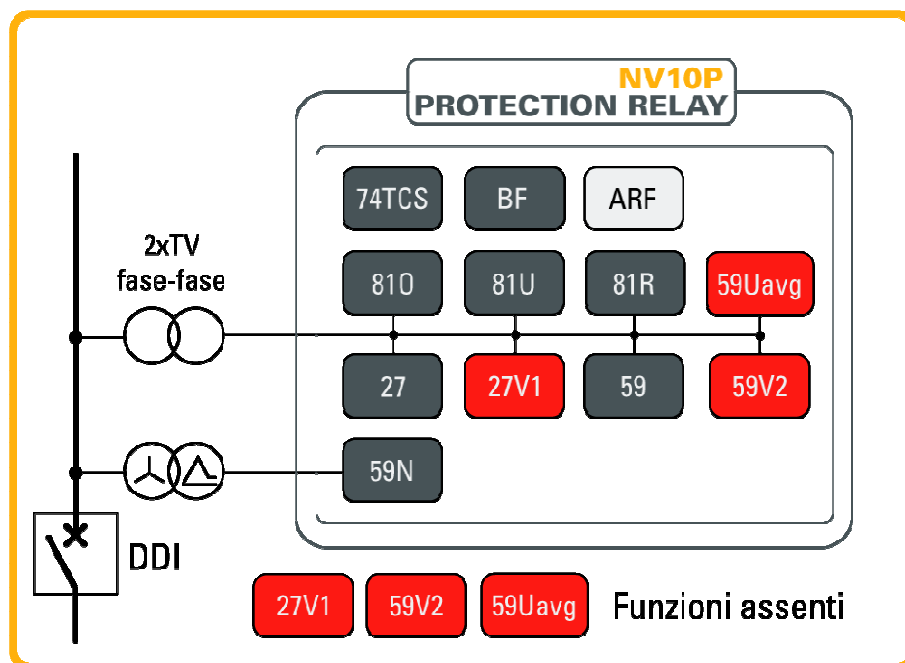 NV10P
PROTECTION RELAY
74TCS BF ARF
2xTV
fase-fase
81O 81U 81R 59Uavg
27 27V1 59 59V2
59N
DDI
27V1 59V2 59Uavg Funzioni assenti